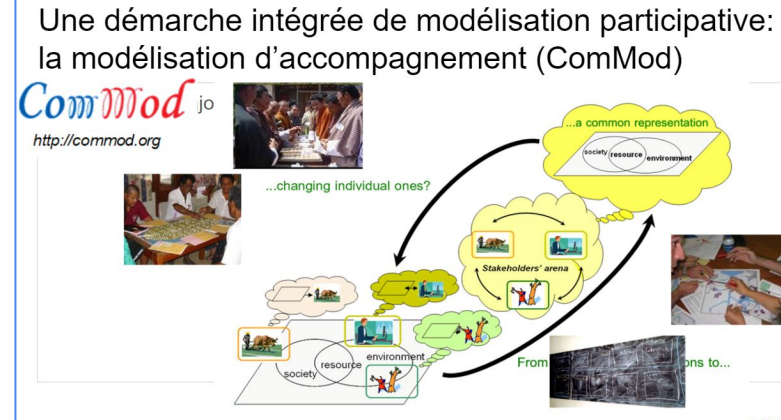 Une démarche intégrée de modélisation participative:
la modélisation d'accompagnement (ComMod)
ComMod jo
http://commod.org
...a common representation
society resource environment
...changing individual ones?
Stakeholders' arena
environment
resource
society
From ons to...